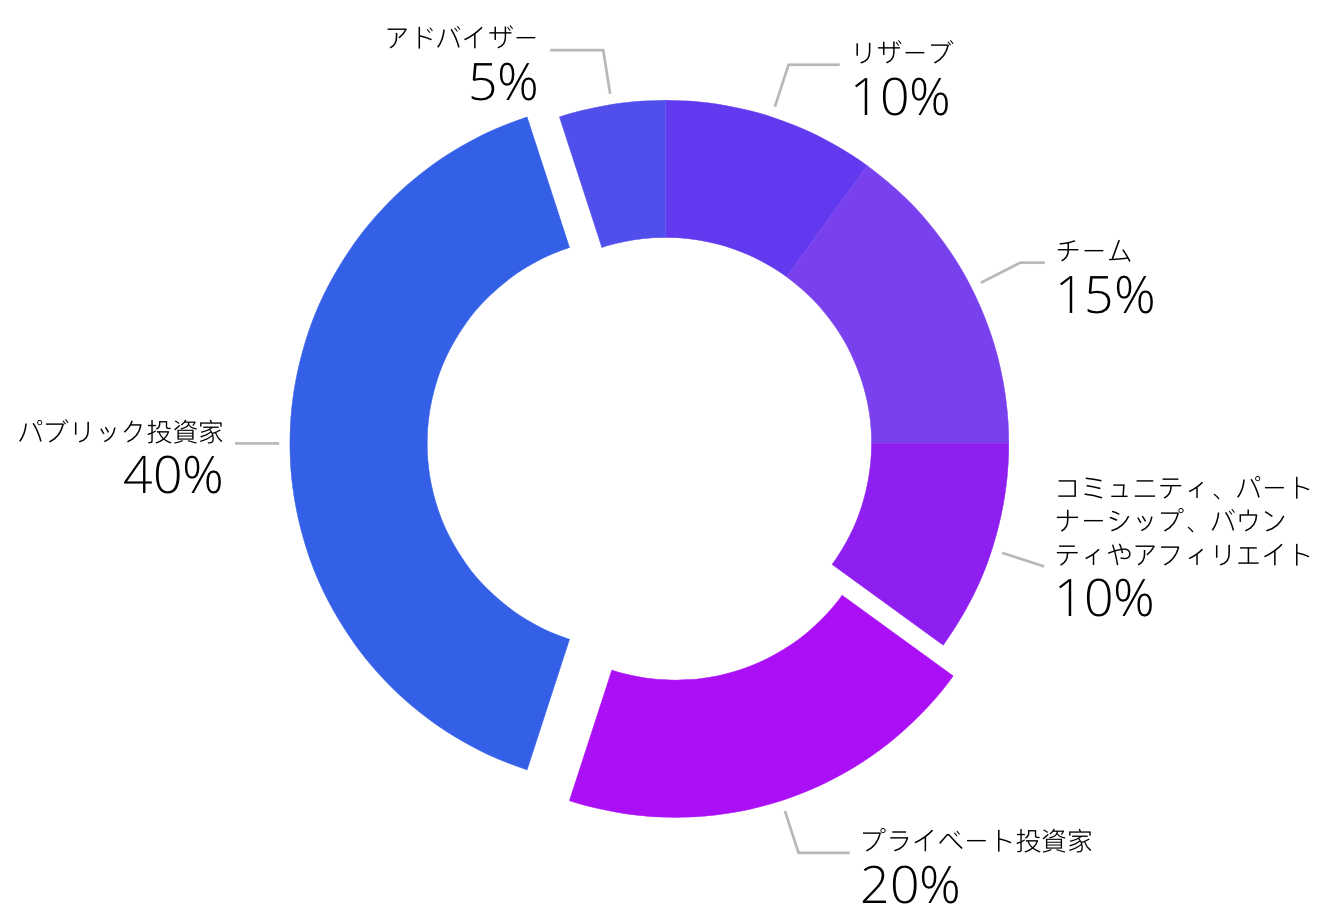 アドバイザー
5%
リザーブ
10%
チーム
15%
パブリック投資家
40%
コミュニティ、パート
ナーシップ、バウン
ティやアフィリエイト
10%
プライベート投資家
20%